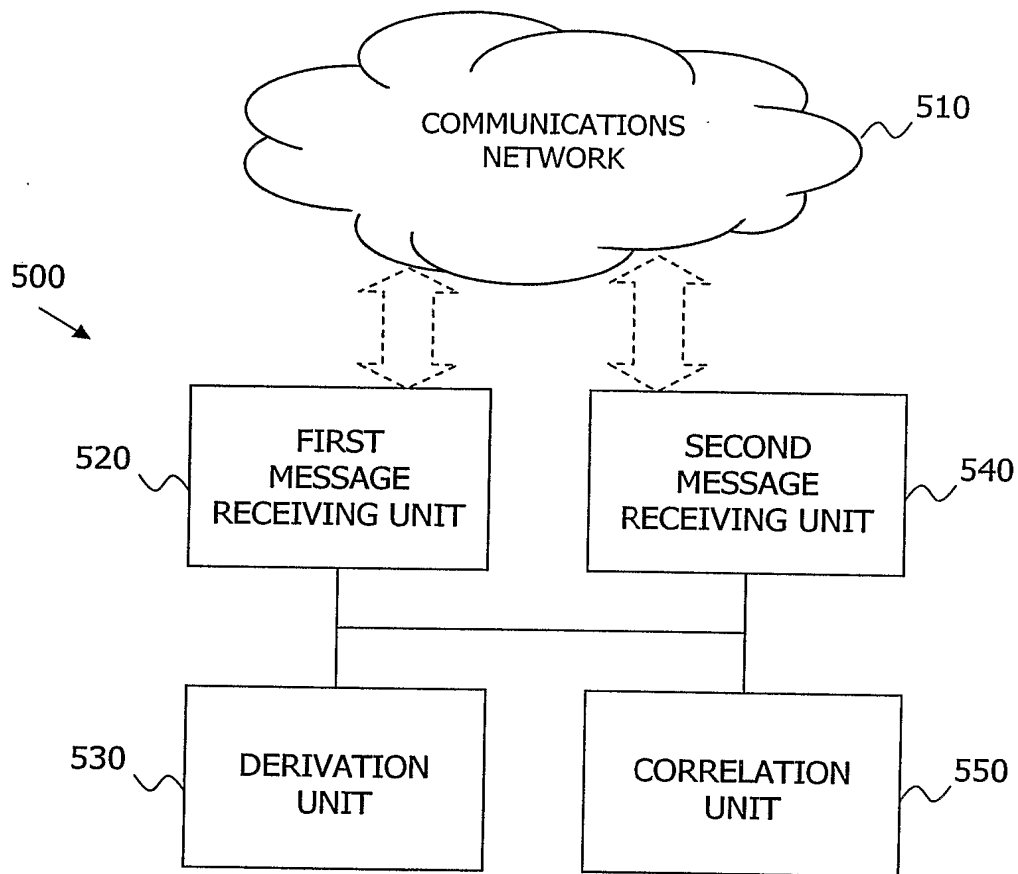 COMMUNICATIONS
NETWORK
510
500
FIRST
MESSAGE
RECEIVING UNIT
520
SECOND
MESSAGE
RECEIVING UNIT
540
DERIVATION
UNIT
530
CORRELATION
UNIT
550